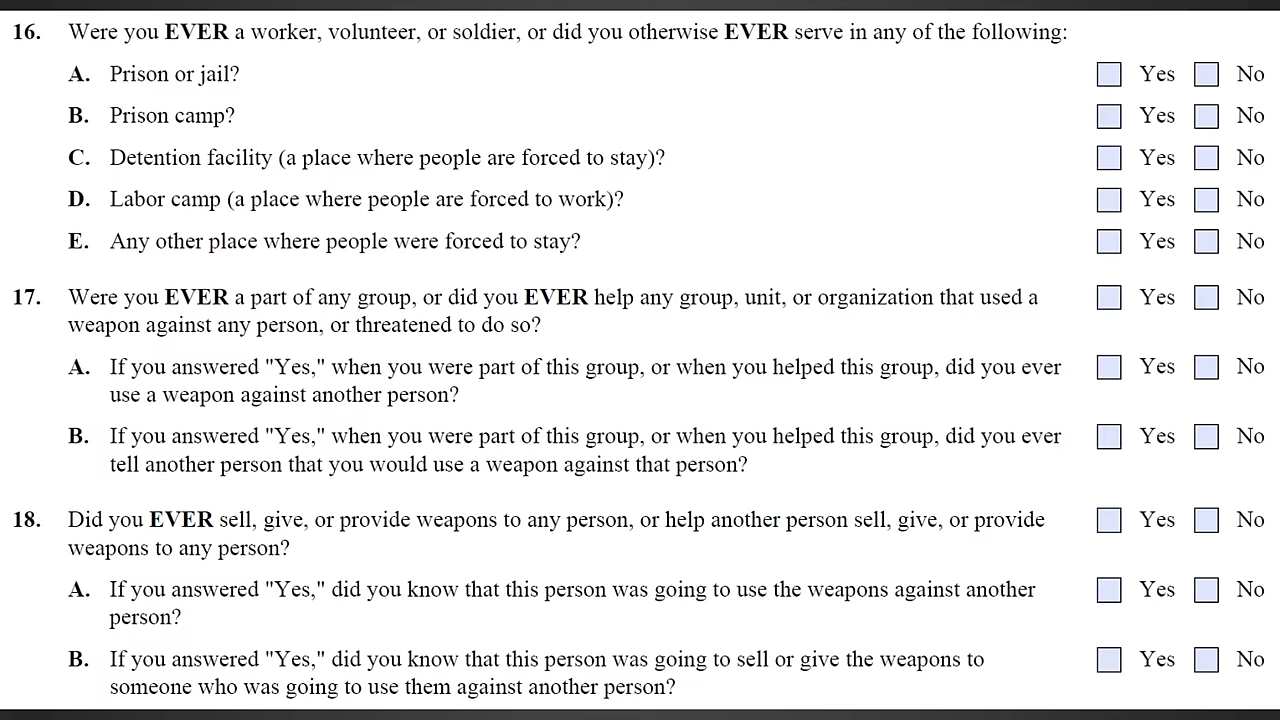 16. Were you EVER a worker, volunteer, or soldier, or did you otherwise EVER serve in any of the following:
A. Prison or jail? Yes No
B. Prison camp? Yes No
C. Detention facility (a place where people are forced to stay)? Yes No
D. Labor camp (a place where people are forced to work)? Yes No
E. Any other place where people were forced to stay? Yes No
17. Were you EVER a part of any group, or did you EVER help any group, unit, or organization that used a Yes No
weapon against any person, or threatened to do so?
A. If you answered "Yes," when you were part of this group, or when you helped this group, did you ever Yes No
use a weapon against another person?
B. If you answered "Yes," when you were part of this group, or when you helped this group, did you ever Yes No
tell another person that you would use a weapon against that person?
18. Did you EVER sell, give, or provide weapons to any person, or help another person sell, give, or provide Yes No
weapons to any person?
A. If you answered "Yes," did you know that this person was going to use the weapons against another Yes No
person?
B. If you answered "Yes," did you know that this person was going to sell or give the weapons to Yes No
someone who was going to use them against another person?